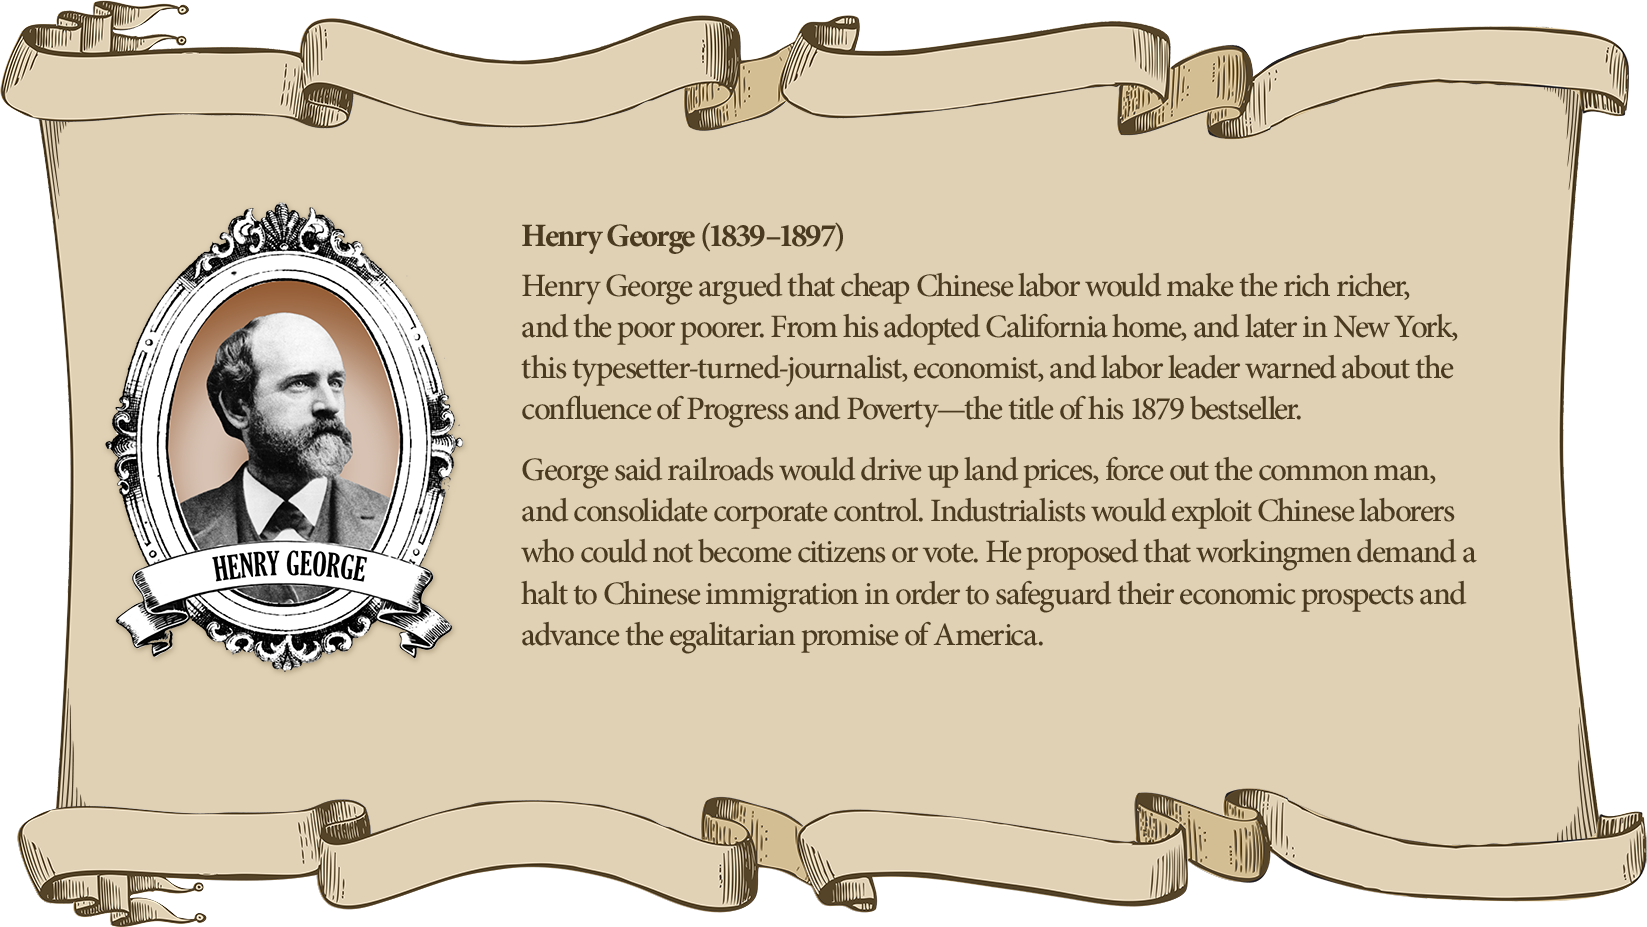 HENRY GEORGE
Henry George (1839–1897)
Henry George argued that cheap Chinese labor would make the rich richer,
and the poor poorer. From his adopted California home, and later in New York,
this typesetter-turned-journalist, economist, and labor leader warned about the
confluence of Progress and Poverty—the title of his 1879 bestseller.
George said railroads would drive up land prices, force out the common man,
and consolidate corporate control. Industrialists would exploit Chinese laborers
who could not become citizens or vote. He proposed that workingmen demand a
halt to Chinese immigration in order to safeguard their economic prospects and
advance the egalitarian promise of America.